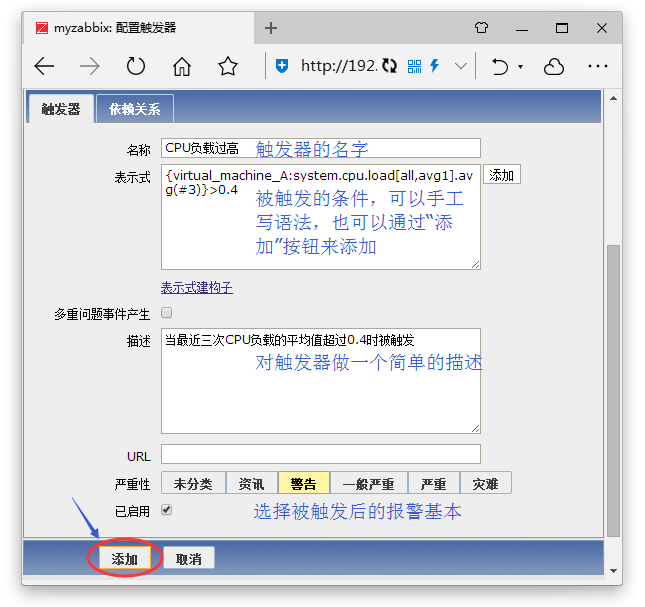 myzabbix: 配置触发器
http://192.
触发器 依赖关系
名称 CPU负载过高 触发器的名字
表示式 {virtual_machine_A:system.cpu.load[all,avg1].av 添加
g(#3)}>0.4
被触发的条件，可以手工
写语法，也可以通过“添
加”按钮来添加
表示式建构子
多重问题事件产生
描述 当最近三次CPU负载的平均值超过0.4时被触发
对触发器做一个简单的描述
URL
严重性 未分类 资讯 警告 一般严重 严重 灾难
已启用 选择被触发后的报警基本
添加 取消